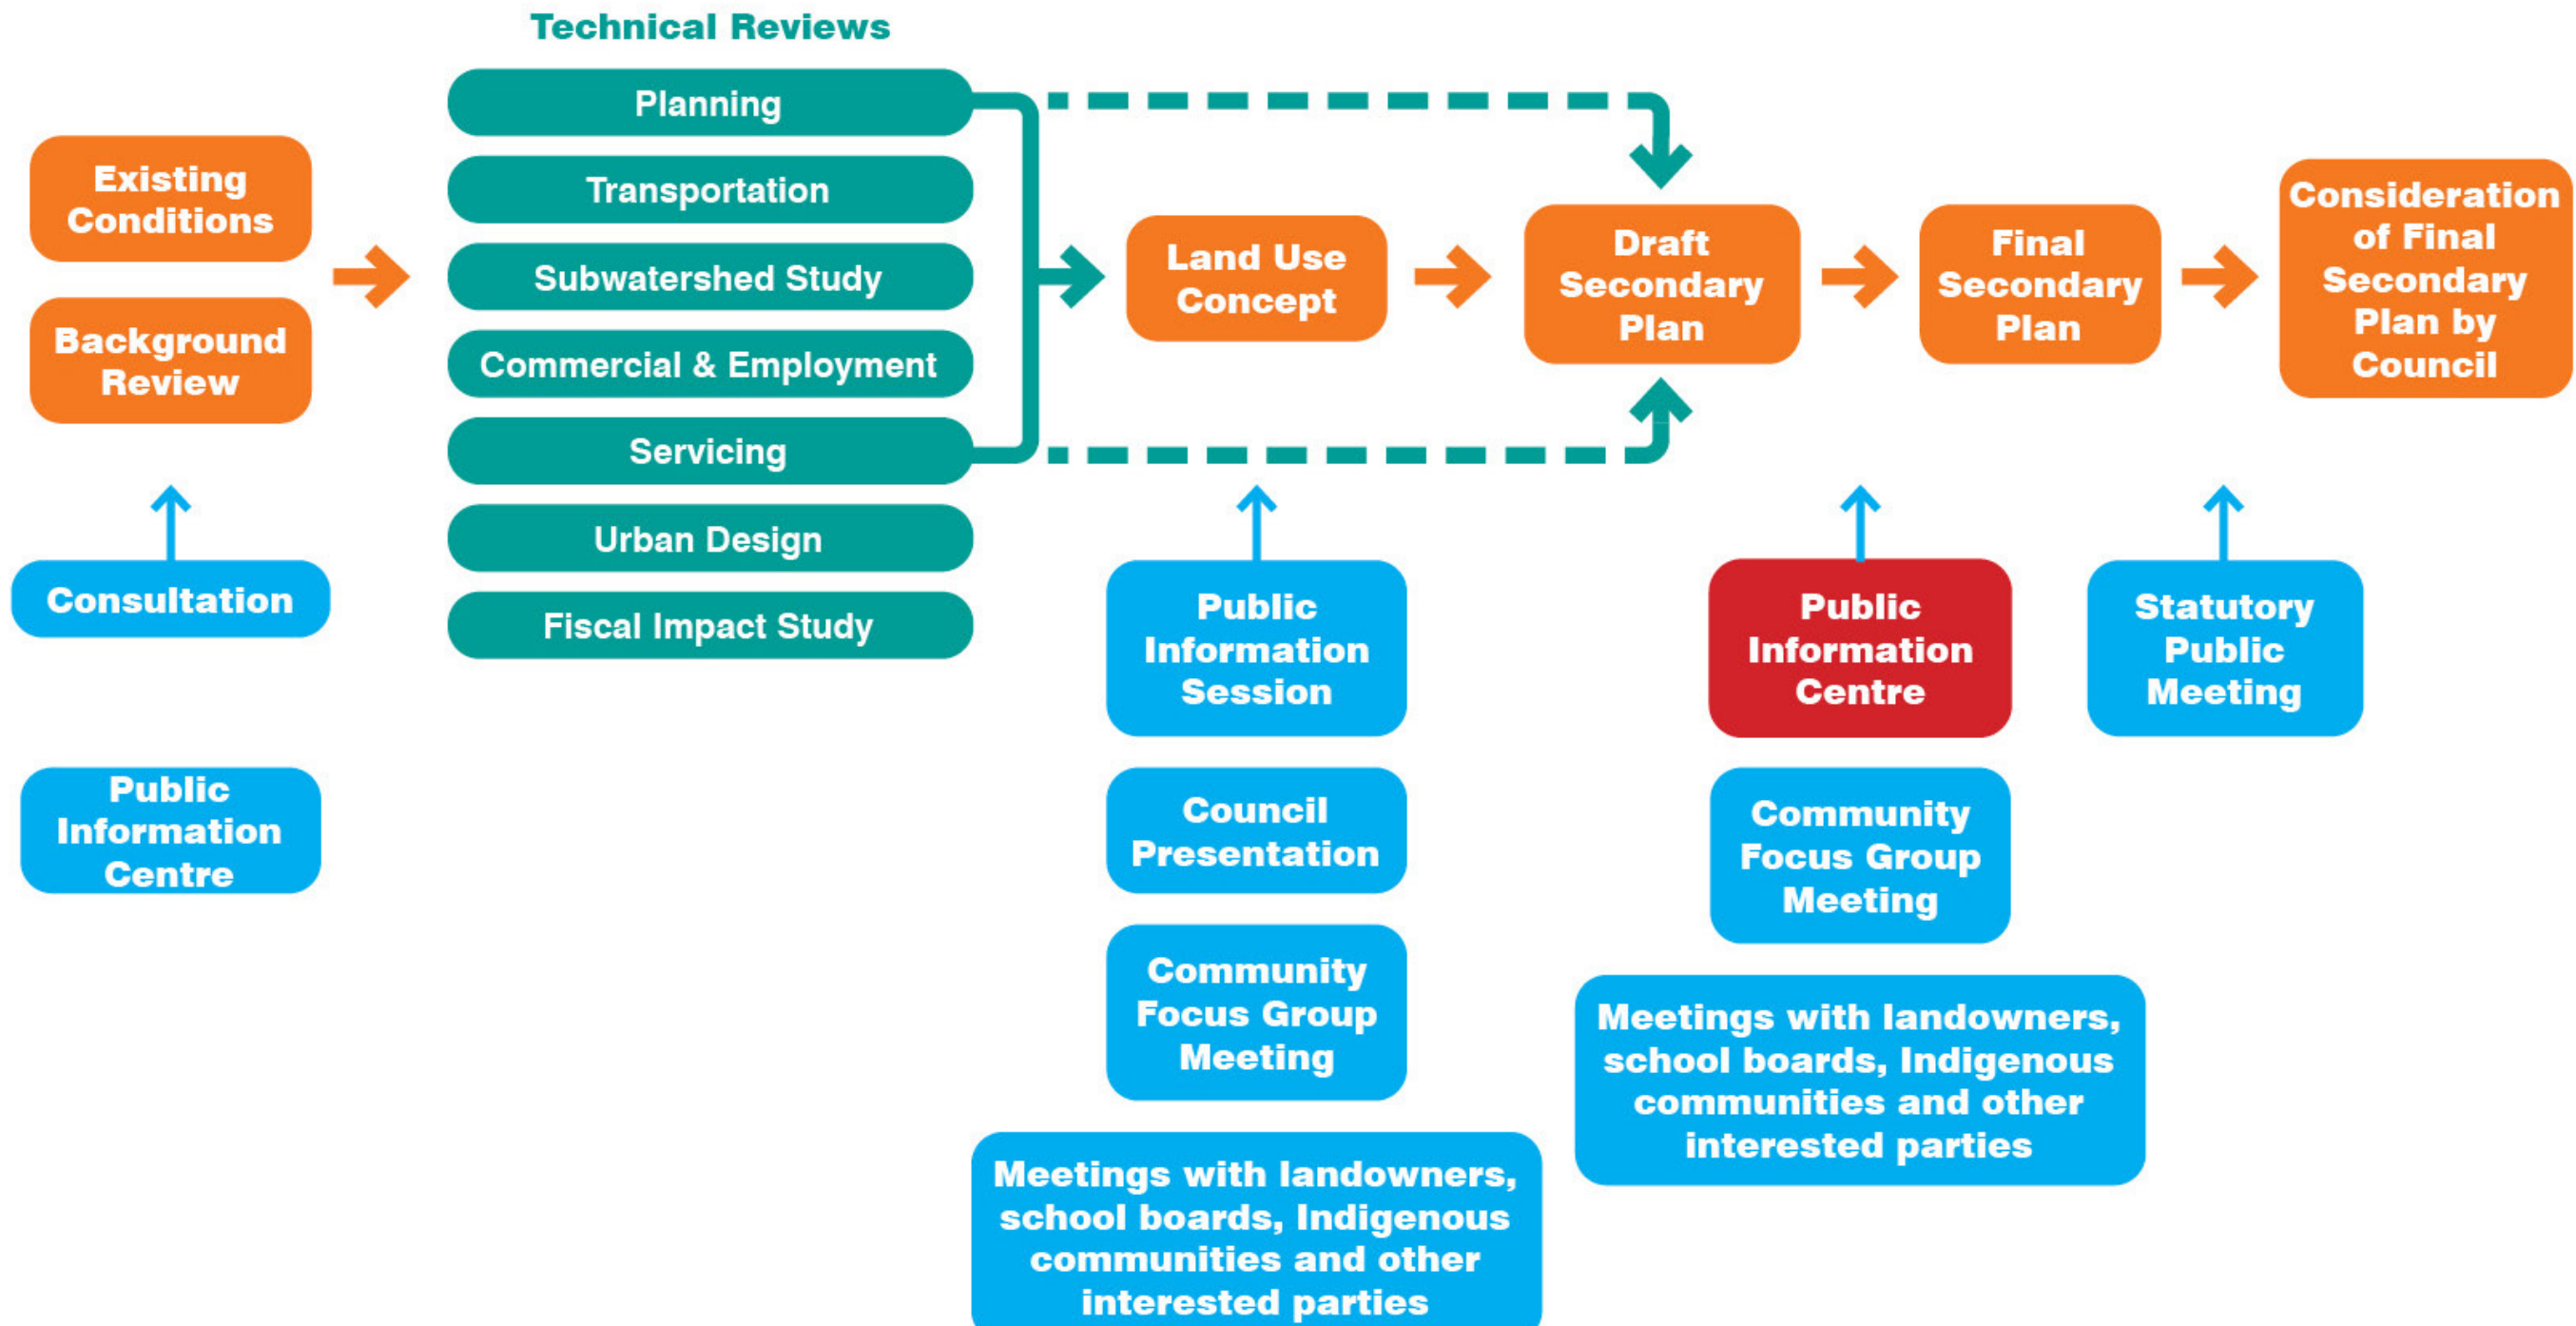 Technical Reviews
Existing
Conditions
Background
Review
Consultation
Public
Information
Centre
Planning
Transportation
Subwatershed Study
Commercial & Employment
Servicing
Urban Design
Fiscal Impact Study
Land Use
Concept
Draft
Secondary
Plan
Final
Secondary
Plan
Consideration
of Final
Secondary
Plan by
Council
Public
Information
Session
Council
Presentation
Community
Focus Group
Meeting
Meetings with landowners,
school boards, Indigenous
communities and other
interested parties
Public
Information
Centre
Community
Focus Group
Meeting
Meetings with landowners,
school boards, Indigenous
communities and other
interested parties
Statutory
Public
Meeting